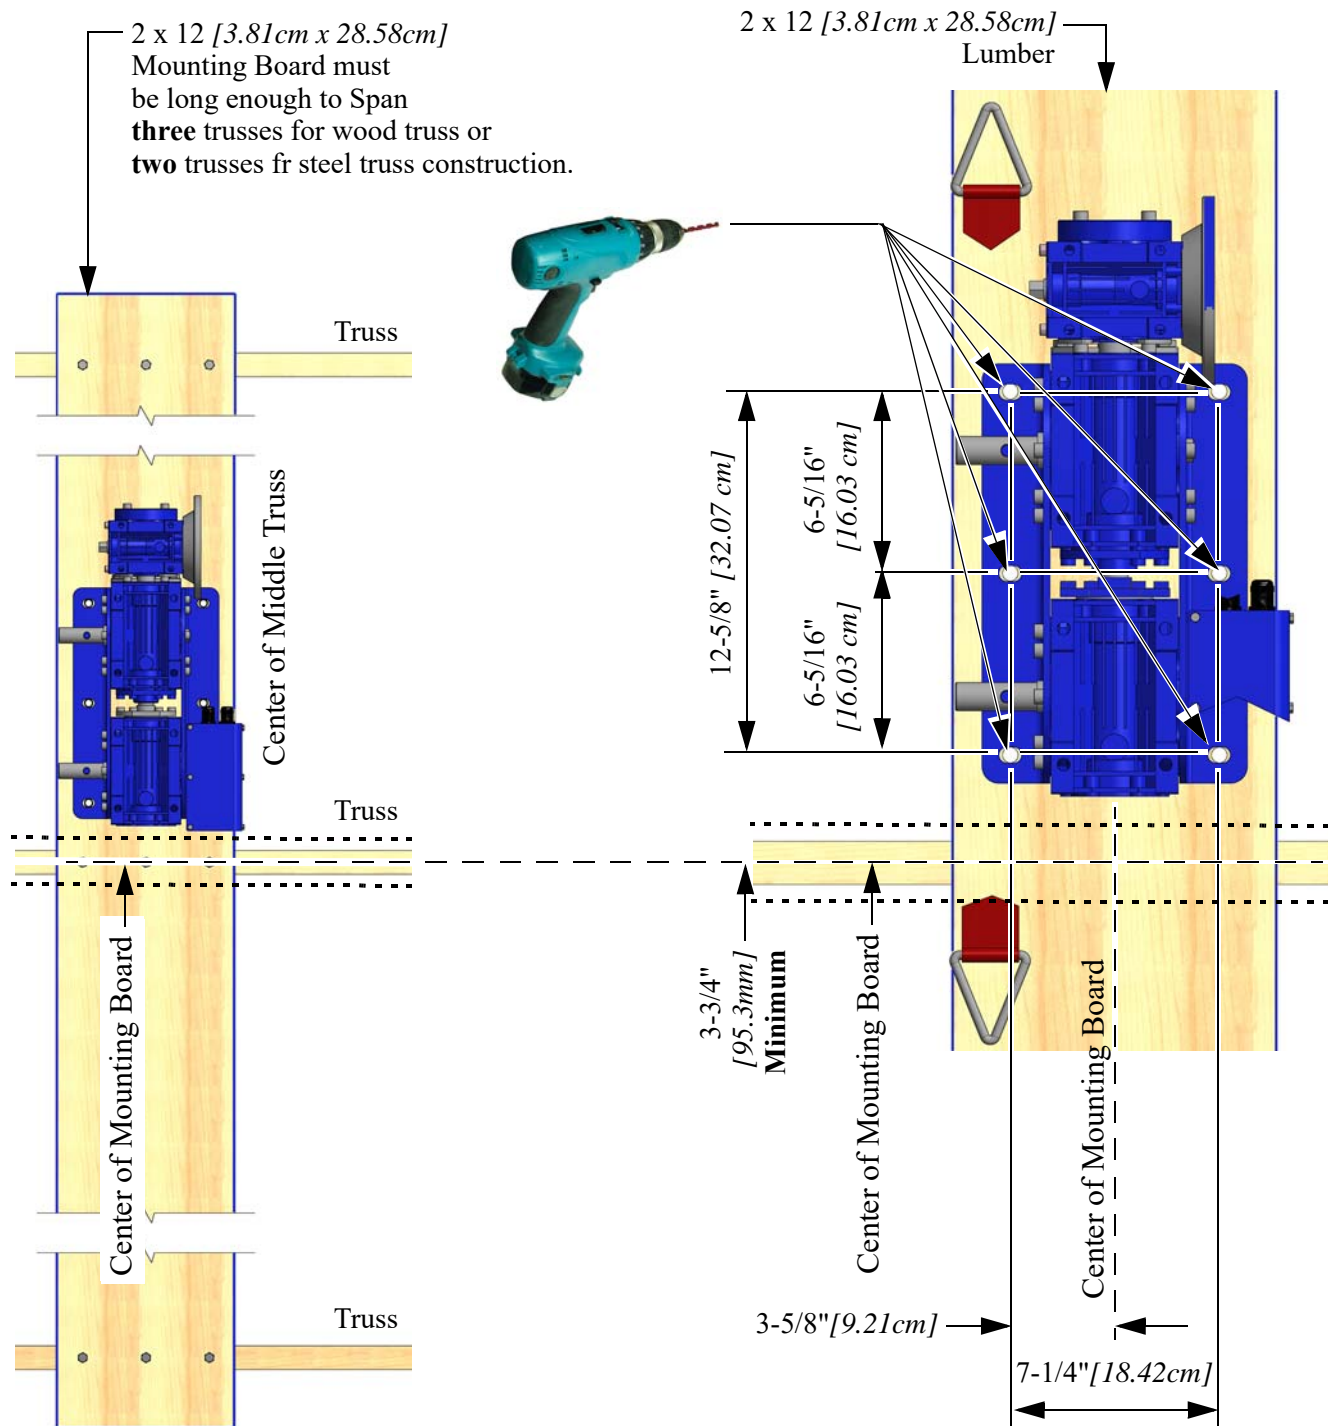 2 x 12 [3.81cm x 28.58cm]
Mounting Board must
be long enough to Span
three trusses for wood truss or
two trusses fr steel truss construction.
2 x 12 [3.81cm x 28.58cm]
Lumber
Truss
Center of Middle Truss
Truss
Center of Mounting Board
Truss
12-5/8" [32.07 cm]
6-5/16"
[16.03 cm]
6-5/16"
[16.03 cm]
3-3/4"
[95.3mm]
Minimum
Center of Mounting Board
Center of Mounting Board
3-5/8"[9.21cm]
7-1/4"[18.42cm]